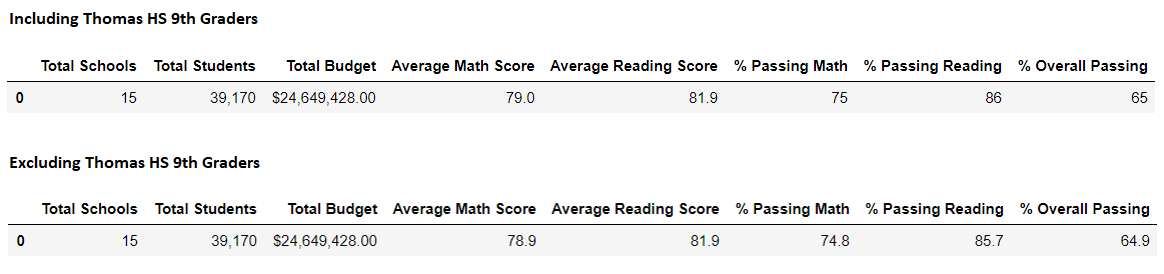 Including Thomas HS 9th Graders
Total Schools Total Students Total Budget Average Math Score Average Reading Score % Passing Math % Passing Reading % Overall Passing
0 15 39,170 $24,649,428.00 79.0 81.9 75 86 65
Excluding Thomas HS 9th Graders
Total Schools Total Students Total Budget Average Math Score Average Reading Score % Passing Math % Passing Reading % Overall Passing
0 15 39,170 $24,649,428.00 78.9 81.9 74.8 85.7 64.9